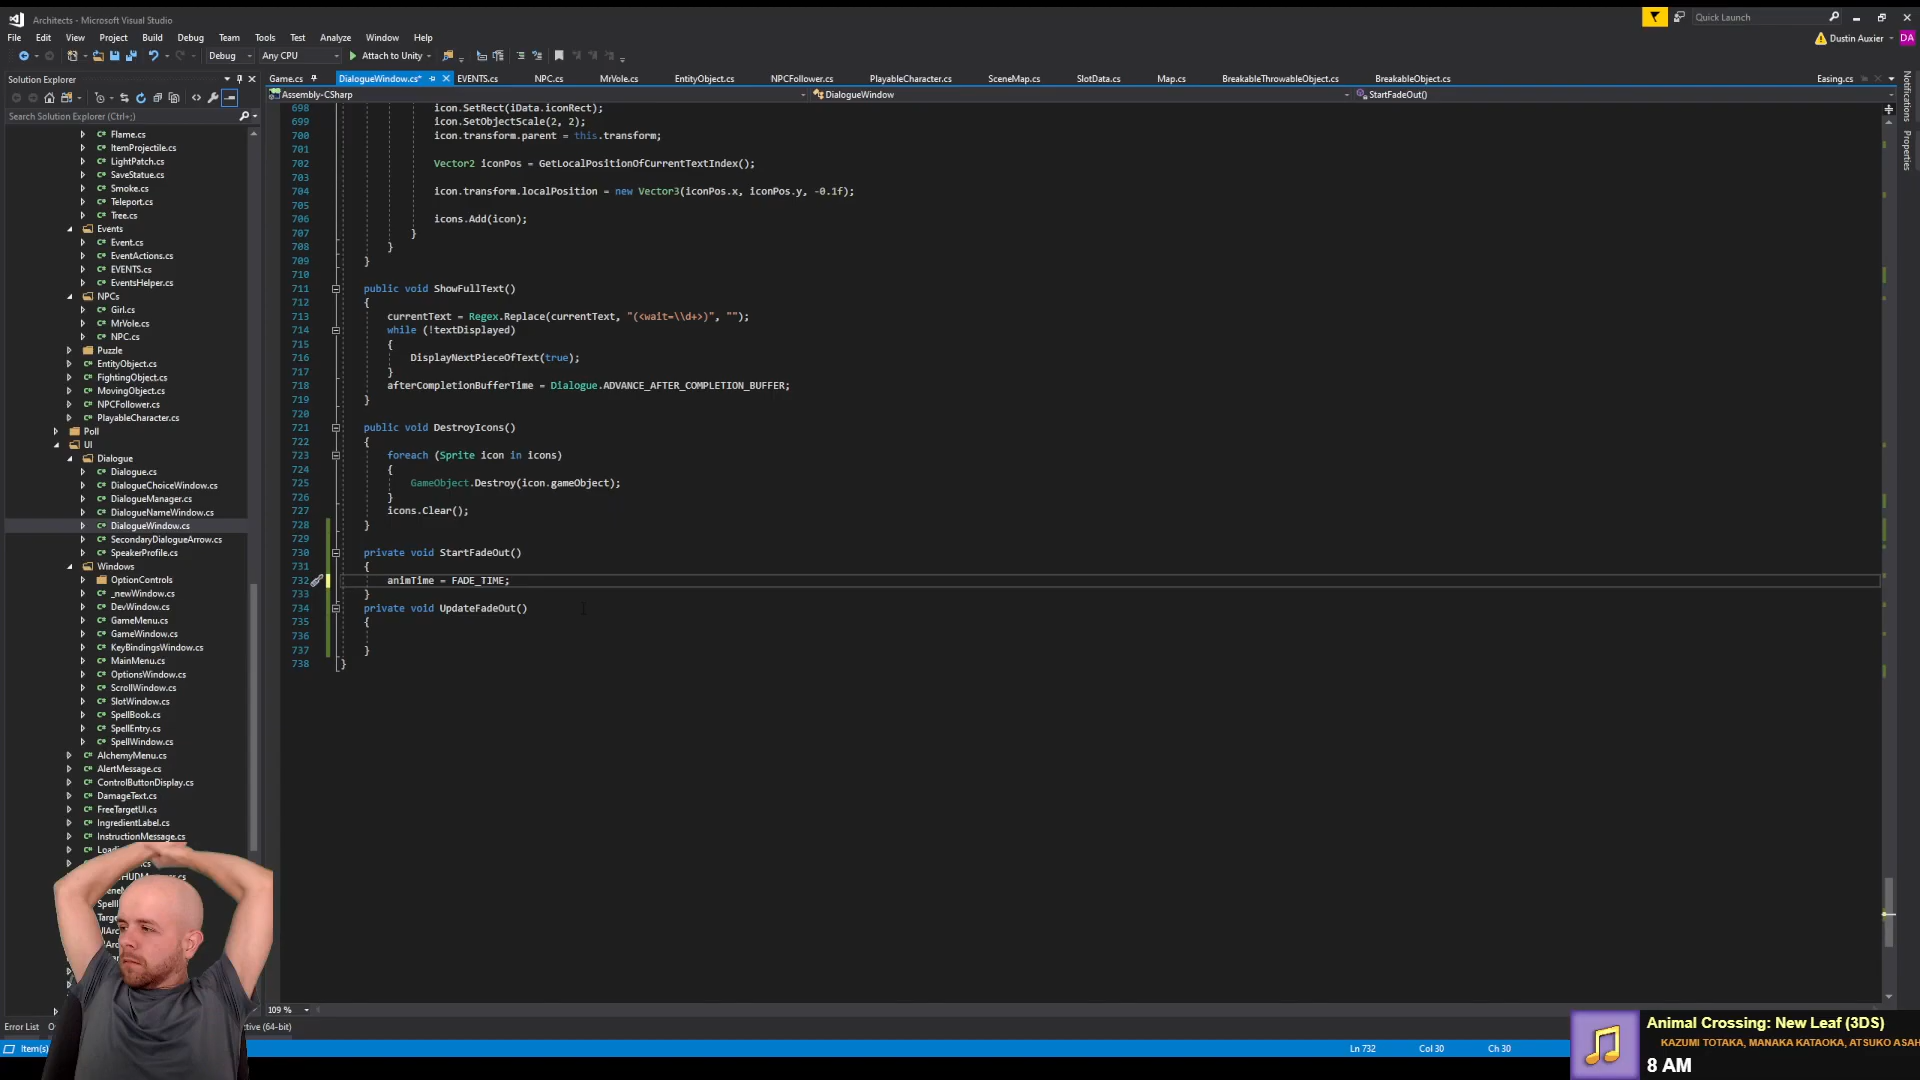 Architects - Microsoft Visual Studio
Quick Launch
File Edit View Project Build Debug Team Tools Test Analyze Window Help
Dustin Auxier DA
Debug Any CPU Attach to Unity
Solution Explorer
Game.cs DialogueWindow.cs* EVENTS.cs NPC.cs MrVole.cs EntityObject.cs NPCFollower.cs PlayableCharacter.cs SceneMap.cs SlotData.cs Map.cs BreakableThrowableObject.cs BreakableObject.cs Easing.cs
Assembly-CSharp DialogueWindow StartFadeOut()
Search Solution Explorer (Ctrl+;)
Flame.cs
ItemProjectile.cs
LightPatch.cs
SaveStatue.cs
Smoke.cs
Teleport.cs
Tree.cs
Events
Event.cs
EventActions.cs
EVENTS.cs
EventsHelper.cs
NPCs
Girl.cs
MrVole.cs
NPC.cs
Puzzle
EntityObject.cs
FightingObject.cs
MovingObject.cs
NPCFollower.cs
PlayableCharacter.cs
Poll
UI
Dialogue
Dialogue.cs
DialogueChoiceWindow.cs
DialogueManager.cs
DialogueNameWindow.cs
DialogueWindow.cs
SecondaryDialogueArrow.cs
SpeakerProfile.cs
Windows
OptionControls
_newWindow.cs
DevWindow.cs
GameMenu.cs
GameWindow.cs
KeyBindingsWindow.cs
MainMenu.cs
OptionsWindow.cs
ScrollWindow.cs
SlotWindow.cs
SpellBook.cs
SpellEntry.cs
SpellWindow.cs
AlchemyMenu.cs
AlertMessage.cs
ControlButtonDisplay.cs
DamageText.cs
FreeTargetUI.cs
IngredientLabel.cs
InstructionMessage.cs
698 icon.SetRect(iData.iconRect);
699 icon.SetObjectScale(2, 2);
700 icon.transform.parent = this.transform;
701
702 Vector2 iconPos = GetLocalPositionOfCurrentTextIndex();
703
704 icon.transform.localPosition = new Vector3(iconPos.x, iconPos.y, -0.1f);
705
706 icons.Add(icon);
707 }
708 }
709 }
710
711 public void ShowFullText()
712 {
713 currentText = Regex.Replace(currentText, "(<wait=\\d+>)", "");
714 while (!textDisplayed)
715 {
716 DisplayNextPieceOfText(true);
717 }
718 afterCompletionBufferTime = Dialogue.ADVANCE_AFTER_COMPLETION_BUFFER;
719 }
720
721 public void DestroyIcons()
722 {
723 foreach (Sprite icon in icons)
724 {
725 GameObject.Destroy(icon.gameObject);
726 }
727 icons.Clear();
728 }
729
730 private void StartFadeOut()
731 {
732 animTime = FADE_TIME;
733 }
734 private void UpdateFadeOut()
735 {
736
737 }
738 }
Notifications
Properties
109 %
Error List
Item(s)
Ln 732 Col 30 Ch 30
Animal Crossing: New Leaf (3DS)
KAZUMI TOTAKA, MANAKA KATAOKA, ATSUKO ASAH
8 AM